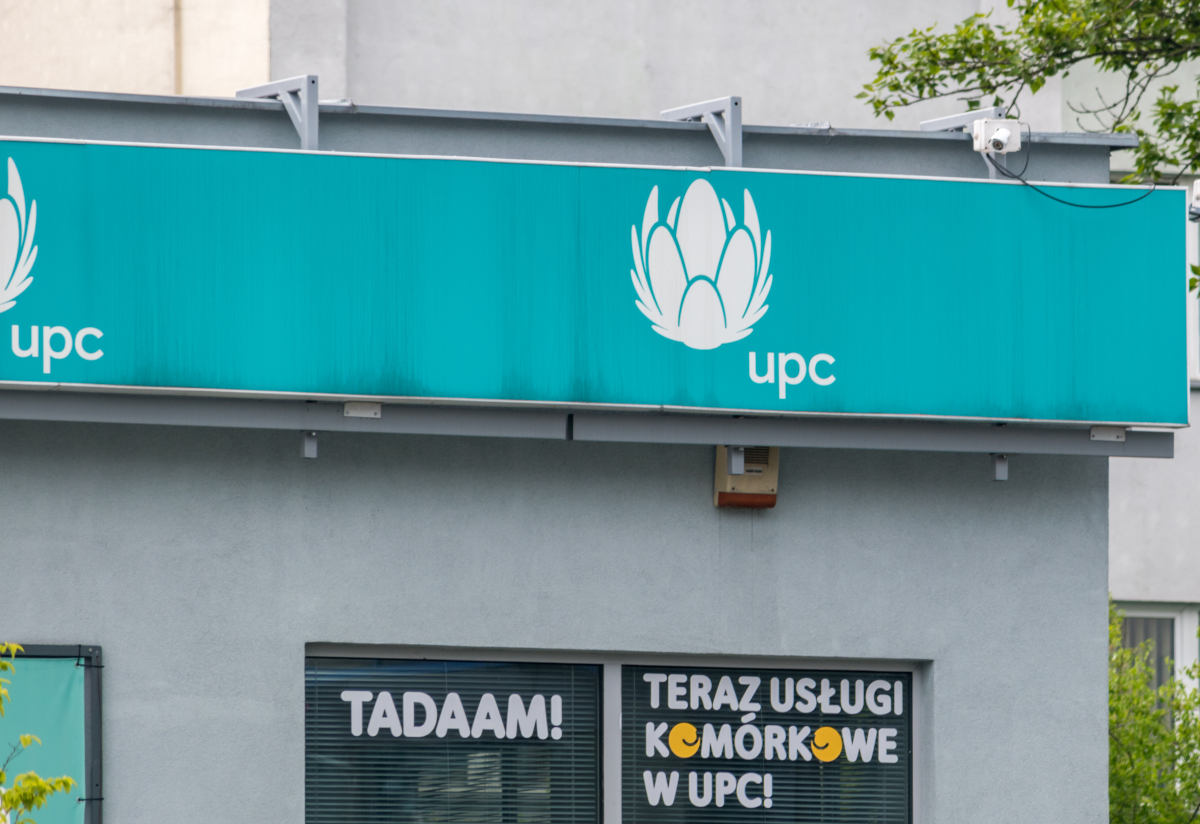 upc
upc
TADAAM!
TERAZ USŁUGI
KOMÓRKOWE
W UPC!